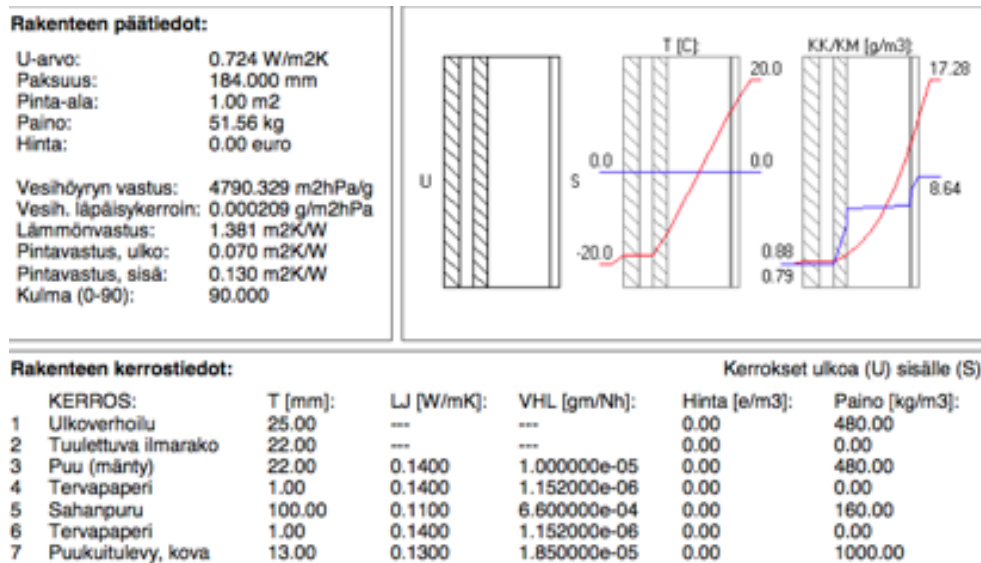 Rakenteen päätiedot:
U-arvo: 0.724 W/m2K
Paksuus: 184.000 mm
Pinta-ala: 1.00 m2
Paino: 51.56 kg
Hinta: 0.00 euro
Vesihöyryn vastus: 4790.329 m2hPa/g
Vesih. läpäisykerroin: 0.000209 g/m2hPa
Lämmönvastus: 1.381 m2K/W
Pintavastus, ulko: 0.070 m2K/W
Pintavastus, sisä: 0.130 m2K/W
Kulma (0-90): 90.000
U
S
T [C]:
20.0
0.0
0.0
-20.0
KK/KM [g/m3]:
17.28
8.64
0.88
0.79
Rakenteen kerrostiedot: Kerrokset ulkoa (U) sisälle (S)
KERROS: T [mm]: LJ [W/mK]: VHL [gm/Nh]: Hinta [e/m3]: Paino [kg/m3]:
1 Ulkoverhoilu 25.00 --- --- 0.00 480.00
2 Tuulettuva ilmarako 22.00 --- --- 0.00 0.00
3 Puu (mänty) 22.00 0.1400 1.000000e-05 0.00 480.00
4 Tervapaperi 1.00 0.1400 1.152000e-06 0.00 0.00
5 Sahanpuru 100.00 0.1100 6.600000e-04 0.00 160.00
6 Tervapaperi 1.00 0.1400 1.152000e-06 0.00 0.00
7 Puukuitulevy, kova 13.00 0.1300 1.850000e-05 0.00 1000.00